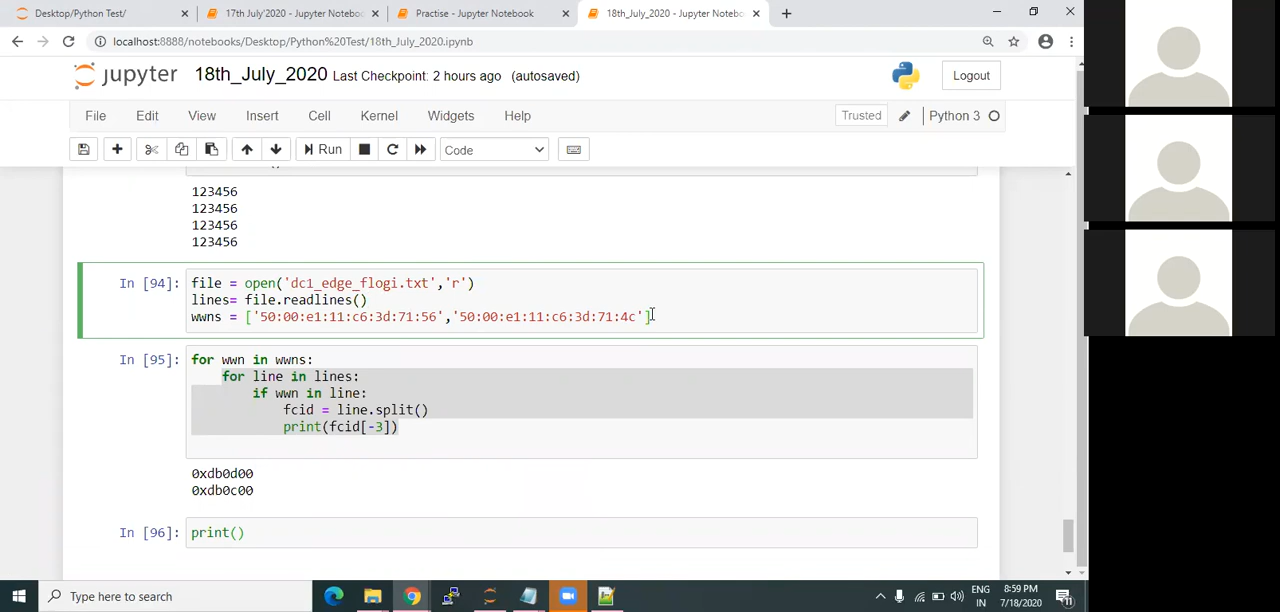 Desktop/Python Test/
17th July'2020 - Jupyter Noteboo
Practise - Jupyter Notebook
18th_July_2020 - Jupyter Noteboo
localhost:8888/notebooks/Desktop/Python%20Test/18th_July_2020.ipynb
jupyter 18th_July_2020 Last Checkpoint: 2 hours ago (autosaved)
Logout
File Edit View Insert Cell Kernel Widgets Help
Trusted
Python 3
Run
Code
123456
123456
123456
123456
In [94]: file = open('dc1_edge_flogi.txt','r')
lines= file.readlines()
wwns = ['50:00:e1:11:c6:3d:71:56','50:00:e1:11:c6:3d:71:4c']
In [95]: for wwn in wwns:
for line in lines:
if wwn in line:
fcid = line.split()
print(fcid[-3])
0xdb0d00
0xdb0c00
In [96]: print()
Type here to search
ENG
IN
8:59 PM
7/18/2020
11